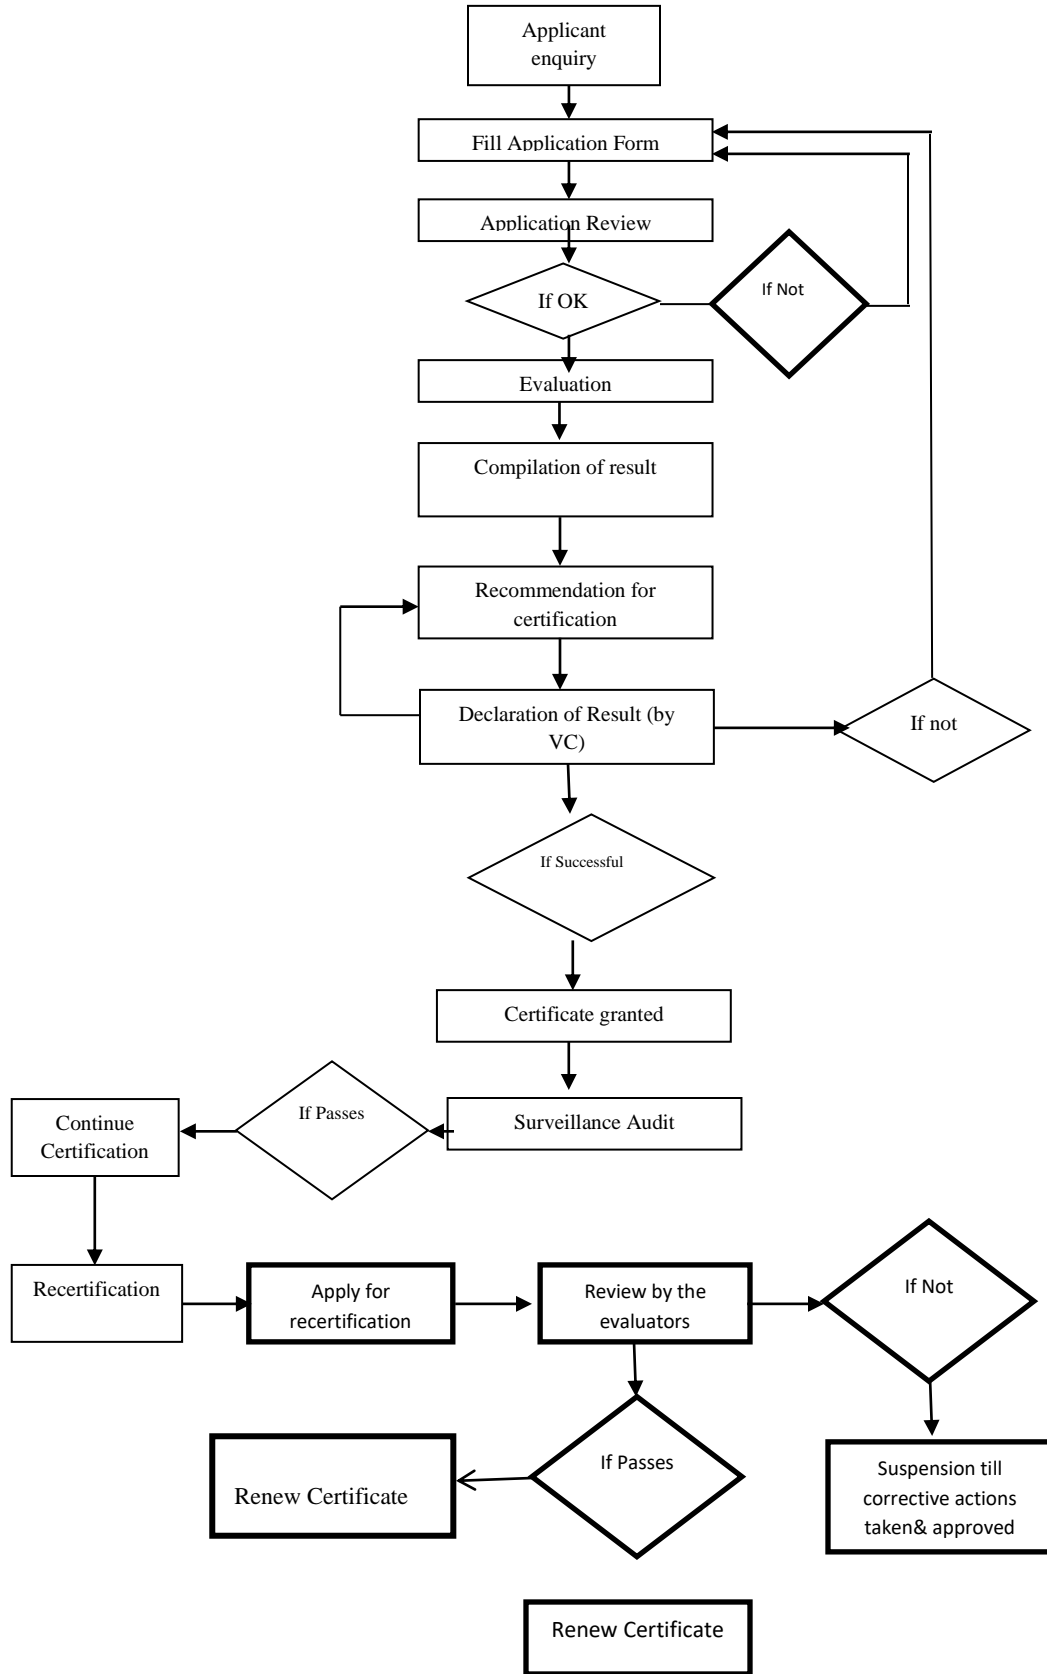 Applicant
enquiry
Fill Application Form
Application Review
If OK
If Not
Evaluation
Compilation of result
Recommendation for
certification
Declaration of Result (by
VC)
If not
If Successful
Certificate granted
Surveillance Audit
If Passes
Continue
Certification
Recertification
Apply for
recertification
Review by the
evaluators
If Not
If Passes
Renew Certificate
Suspension till
corrective actions
taken& approved
Renew Certificate